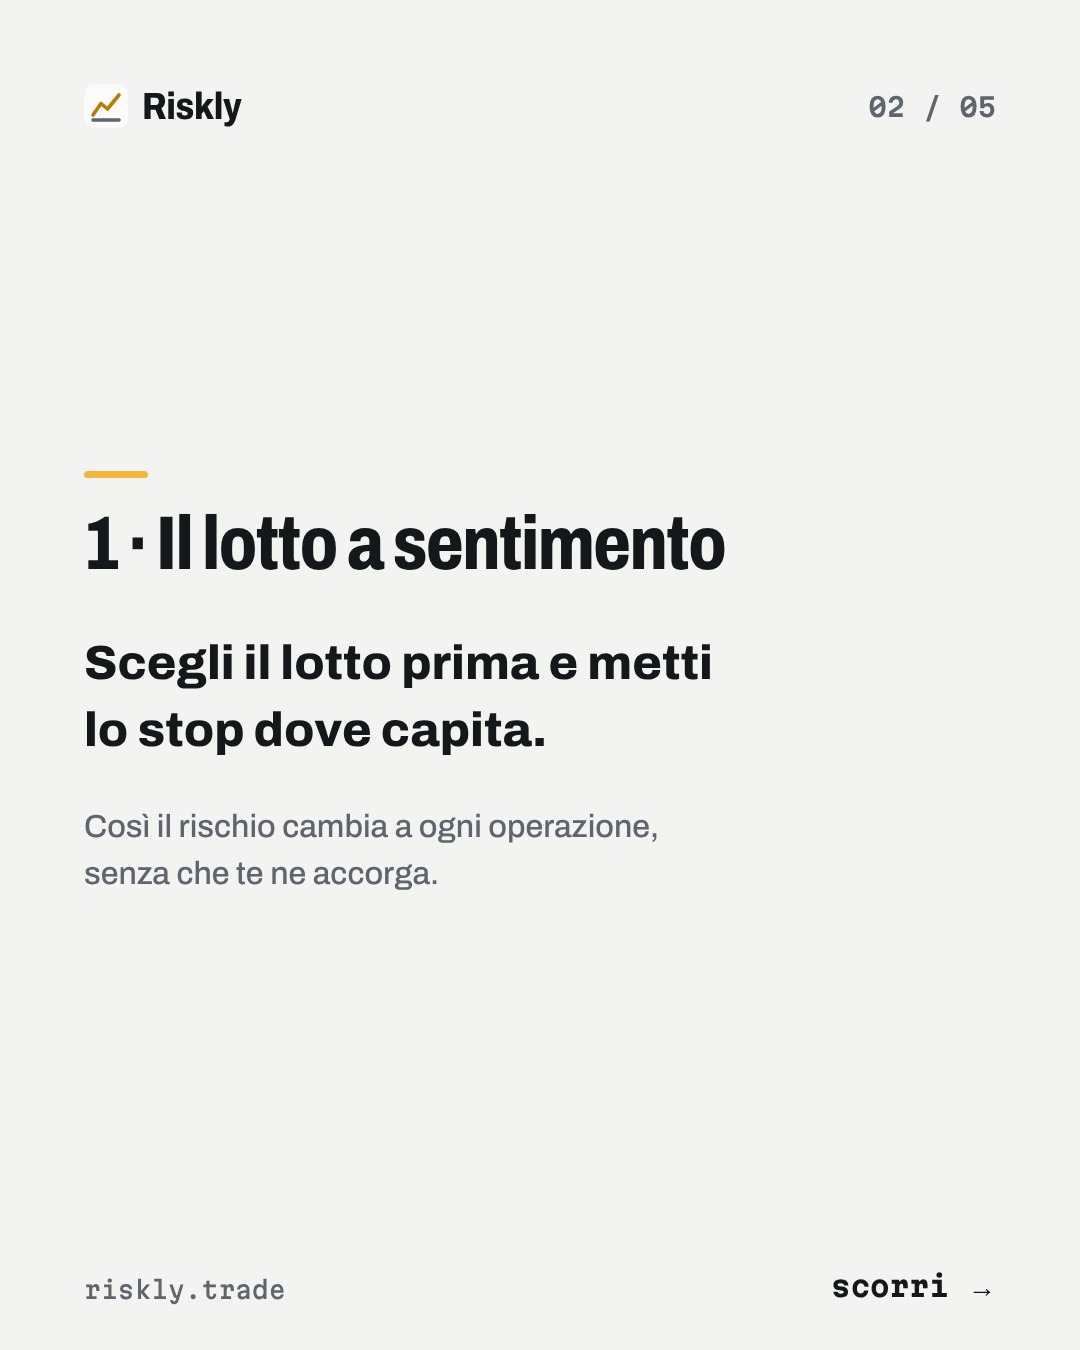 Riskly
02 / 05
1 · Il lotto a sentimento
Scegli il lotto prima e metti
lo stop dove capita.
Così il rischio cambia a ogni operazione,
senza che te ne accorga.
riskly.trade
scorri →